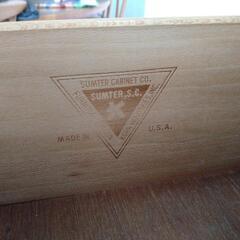 SUMTER CABINET CO.
SUMTER, S.C.
MADE IN U.S.A.